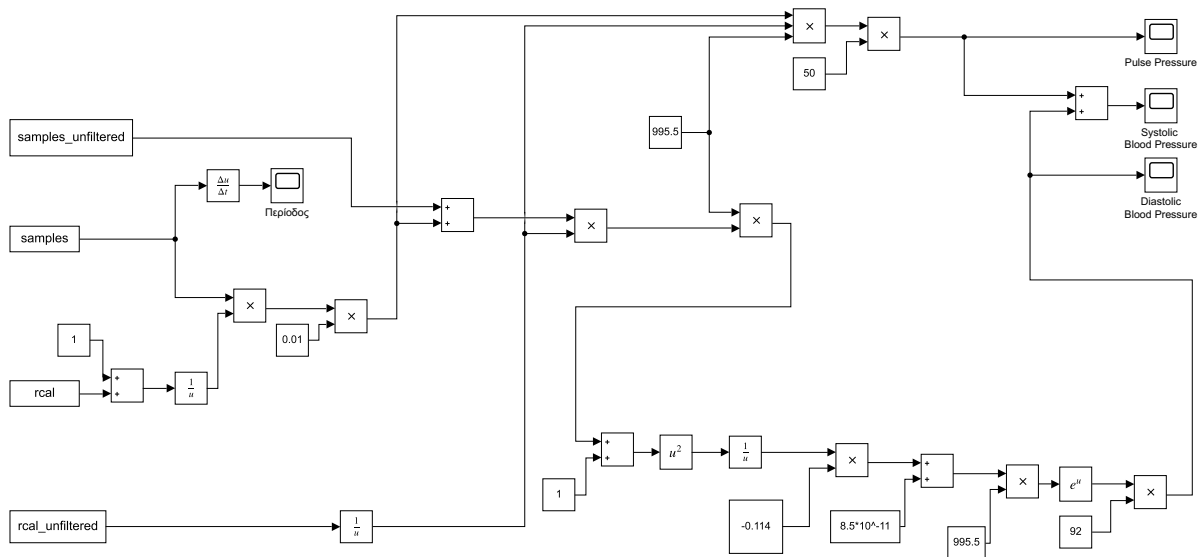 ×
×
50
Pulse Pressure
+
+
Systolic
Blood Pressure
995.5
samples_unfiltered
Δu
Δt
Περίοδος
Diastolic
Blood Pressure
+
+
×
×
samples
×
×
0.01
1
+
+
1
u
rcal
+
+
u²
1
u
×
+
+
×
eᵘ
×
1
-0.114
8.5*10^-11
995.5
92
rcal_unfiltered
1
u